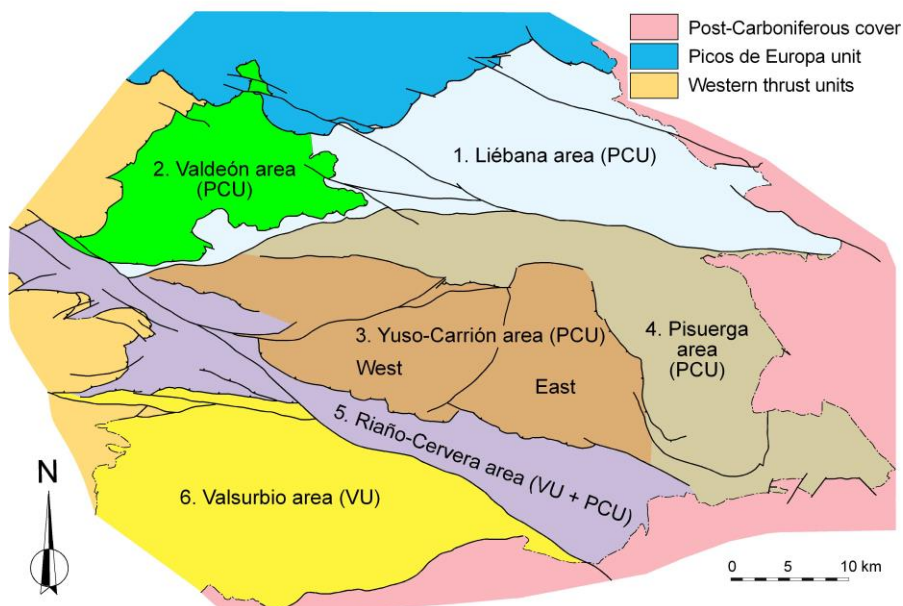 Post-Carboniferous cover
Picos de Europa unit
Western thrust units
1. Liébana area (PCU)
2. Valdeón area
(PCU)
3. Yuso-Carrión area (PCU)
West
East
4. Pisuerga
area
(PCU)
5. Riaño-Cervera area (VU + PCU)
6. Valsurbio area (VU)
N
0 5 10 km